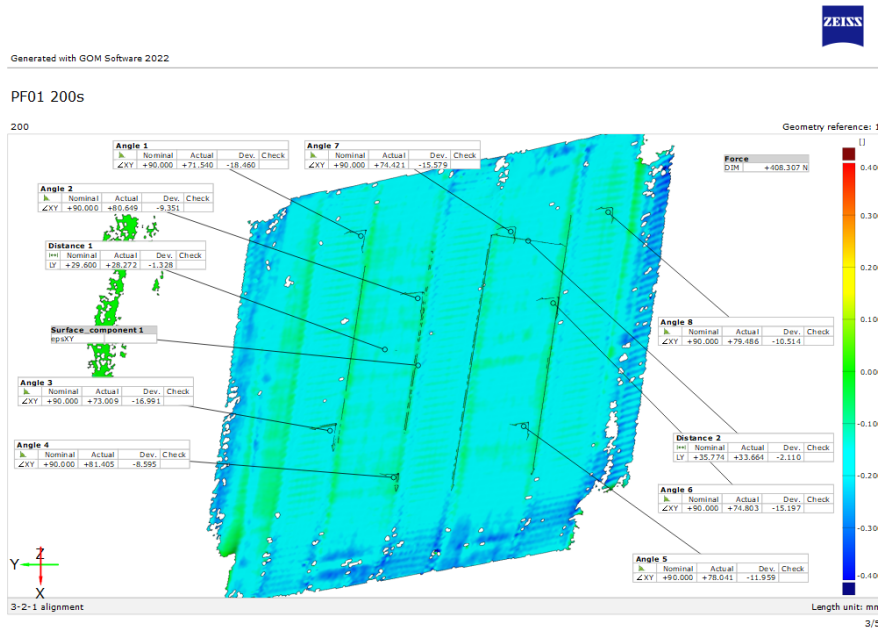 ZEISS
Generated with GOM Software 2022
PF01 200s
200
Geometry reference: 1
[]
Angle 1
Nominal Actual Dev. Check
∠XY +90.000 +71.540 -18.460
Angle 7
Nominal Actual Dev. Check
∠XY +90.000 +74.421 -15.579
Force
DIM +408.307 N
Angle 2
Nominal Actual Dev. Check
∠XY +90.000 +80.649 -9.351
Distance 1
Nominal Actual Dev. Check
LY +29.600 +28.272 -1.328
Surface_component 1
epsXY
Angle 8
Nominal Actual Dev. Check
∠XY +90.000 +79.486 -10.514
Angle 3
Nominal Actual Dev. Check
∠XY +90.000 +73.009 -16.991
Angle 4
Nominal Actual Dev. Check
∠XY +90.000 +81.405 -8.595
Distance 2
Nominal Actual Dev. Check
LY +35.774 +33.664 -2.110
Angle 6
Nominal Actual Dev. Check
∠XY +90.000 +74.803 -15.197
Angle 5
Nominal Actual Dev. Check
∠XY +90.000 +78.041 -11.959
0.40
0.30
0.20
0.10
0.00
-0.10
-0.20
-0.30
-0.40
Z
Y
X
3-2-1 alignment
Length unit: mm
3/5